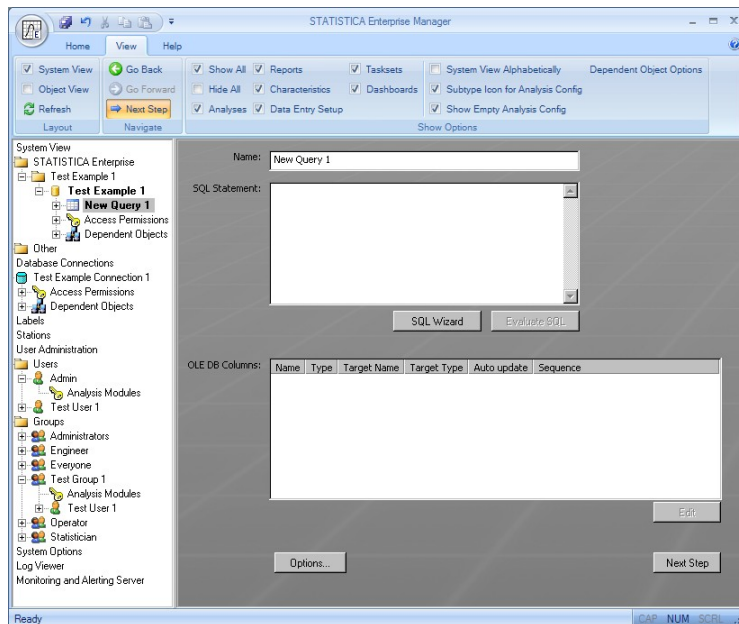 STATISTICA Enterprise Manager
Home View Help
System View
Object View
Refresh
Layout
Go Back
Go Forward
Next Step
Navigate
Show All
Hide All
Analyses
Reports
Characteristics
Data Entry Setup
Tasksets
Dashboards
System View Alphabetically
Subtype Icon for Analysis Config
Show Empty Analysis Config
Dependent Object Options
Show Options
System View
STATISTICA Enterprise
Test Example 1
Test Example 1
New Query 1
Access Permissions
Dependent Objects
Other
Database Connections
Test Example Connection 1
Access Permissions
Dependent Objects
Labels
Stations
User Administration
Users
Admin
Analysis Modules
Test User 1
Groups
Administrators
Engineer
Everyone
Test Group 1
Analysis Modules
Test User 1
Operator
Statistician
System Options
Log Viewer
Monitoring and Alerting Server
Name: New Query 1
SQL Statement:
SQL Wizard Evaluate SQL
OLE DB Columns: Name Type Target Name Target Type Auto update Sequence
Edit
Options... Next Step
Ready CAP NUM SCRL